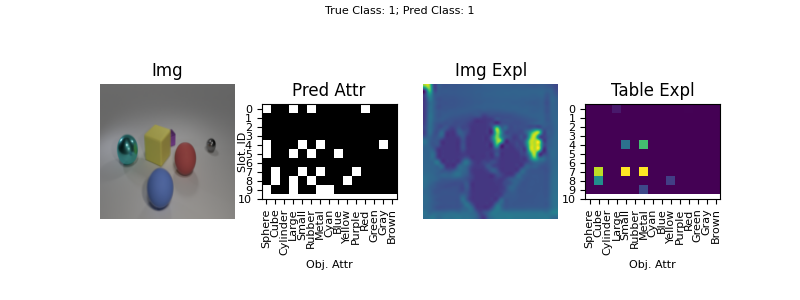 True Class: 1; Pred Class: 1
Img
Pred Attr
Img Expl
Table Expl
Slot. ID
0
1
2
3
4
5
6
7
8
9
10
0
1
2
3
4
5
6
7
8
9
10
Sphere
Cube
Cylinder
Large
Small
Rubber
Metal
Cyan
Blue
Yellow
Purple
Red
Green
Gray
Brown
Sphere
Cube
Cylinder
Large
Small
Rubber
Metal
Cyan
Blue
Yellow
Purple
Red
Green
Gray
Brown
Obj. Attr
Obj. Attr